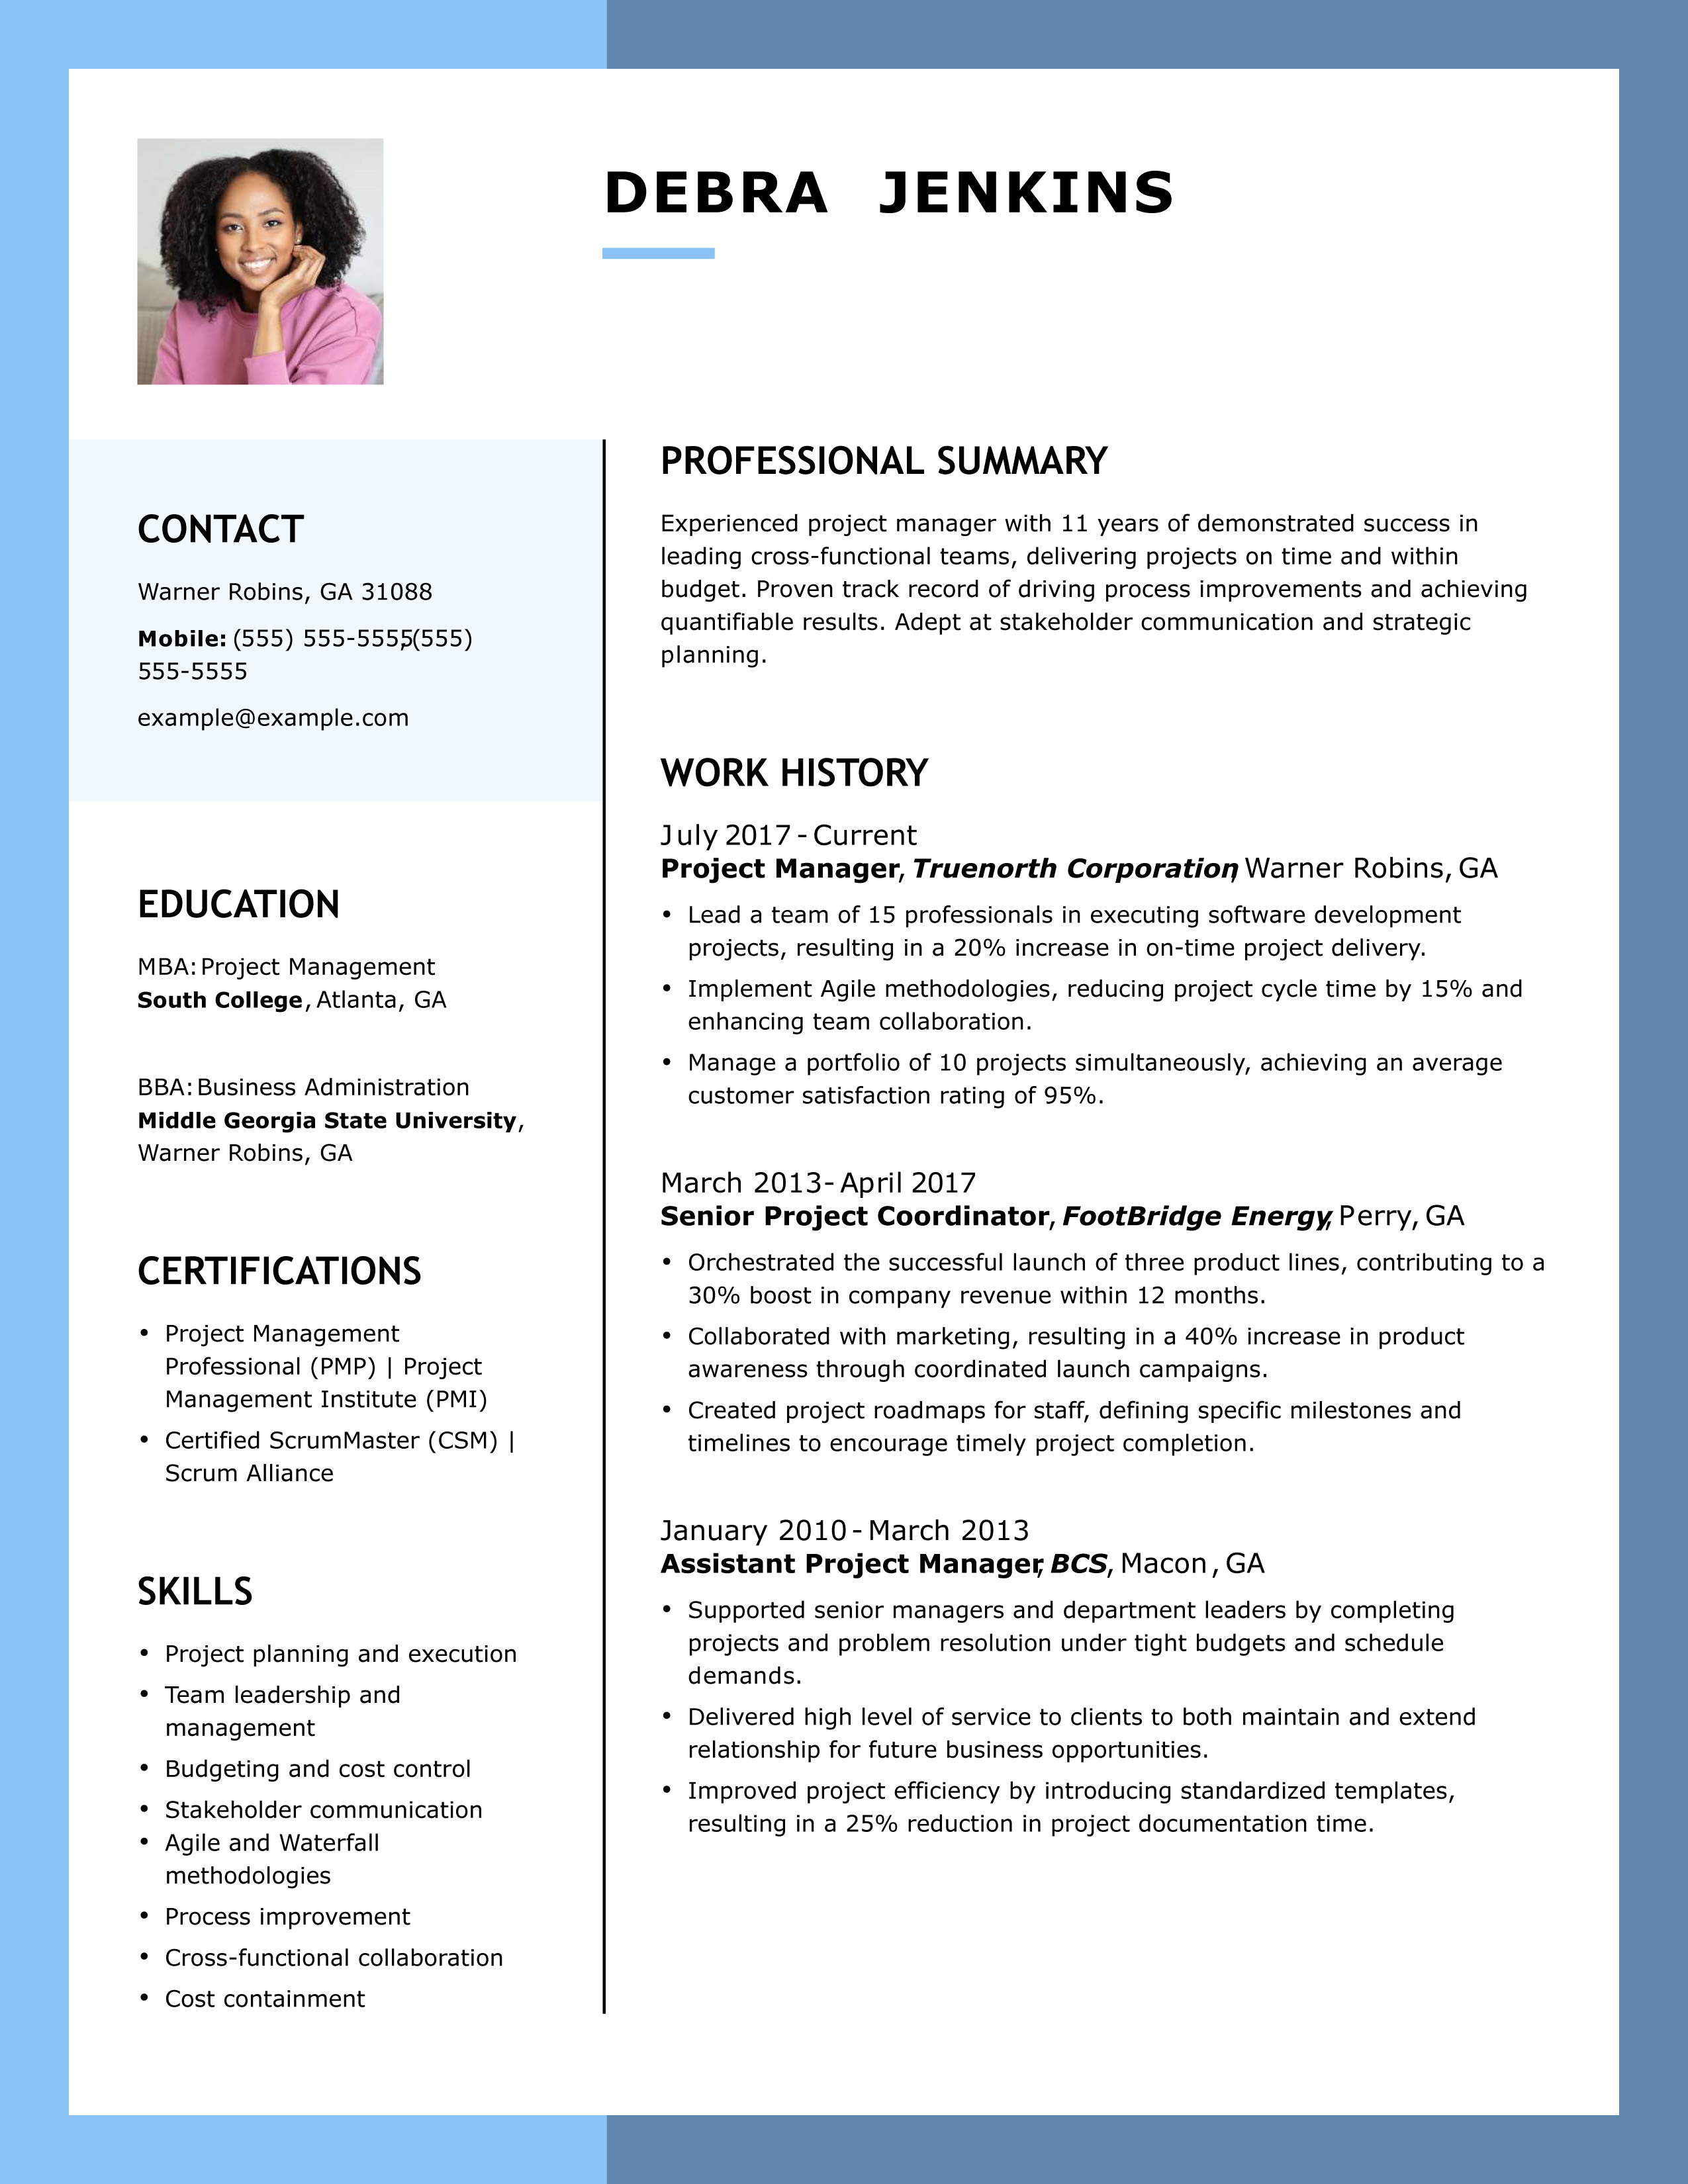 DEBRA JENKINS
CONTACT
Warner Robins, GA 31088
Mobile: (555) 555-5555,(555)
555-5555
example@example.com
EDUCATION
MBA: Project Management
South College, Atlanta, GA
BBA: Business Administration
Middle Georgia State University,
Warner Robins, GA
CERTIFICATIONS
• Project Management
Professional (PMP) | Project
Management Institute (PMI)
• Certified ScrumMaster (CSM) |
Scrum Alliance
SKILLS
• Project planning and execution
• Team leadership and
management
• Budgeting and cost control
• Stakeholder communication
• Agile and Waterfall
methodologies
• Process improvement
• Cross-functional collaboration
• Cost containment
PROFESSIONAL SUMMARY
Experienced project manager with 11 years of demonstrated success in
leading cross-functional teams, delivering projects on time and within
budget. Proven track record of driving process improvements and achieving
quantifiable results. Adept at stakeholder communication and strategic
planning.
WORK HISTORY
July 2017 - Current
Project Manager, Truenorth Corporation, Warner Robins, GA
• Lead a team of 15 professionals in executing software development
projects, resulting in a 20% increase in on-time project delivery.
• Implement Agile methodologies, reducing project cycle time by 15% and
enhancing team collaboration.
• Manage a portfolio of 10 projects simultaneously, achieving an average
customer satisfaction rating of 95%.
March 2013- April 2017
Senior Project Coordinator, FootBridge Energy, Perry, GA
• Orchestrated the successful launch of three product lines, contributing to a
30% boost in company revenue within 12 months.
• Collaborated with marketing, resulting in a 40% increase in product
awareness through coordinated launch campaigns.
• Created project roadmaps for staff, defining specific milestones and
timelines to encourage timely project completion.
January 2010 - March 2013
Assistant Project Manager, BCS, Macon, GA
• Supported senior managers and department leaders by completing
projects and problem resolution under tight budgets and schedule
demands.
• Delivered high level of service to clients to both maintain and extend
relationship for future business opportunities.
• Improved project efficiency by introducing standardized templates,
resulting in a 25% reduction in project documentation time.